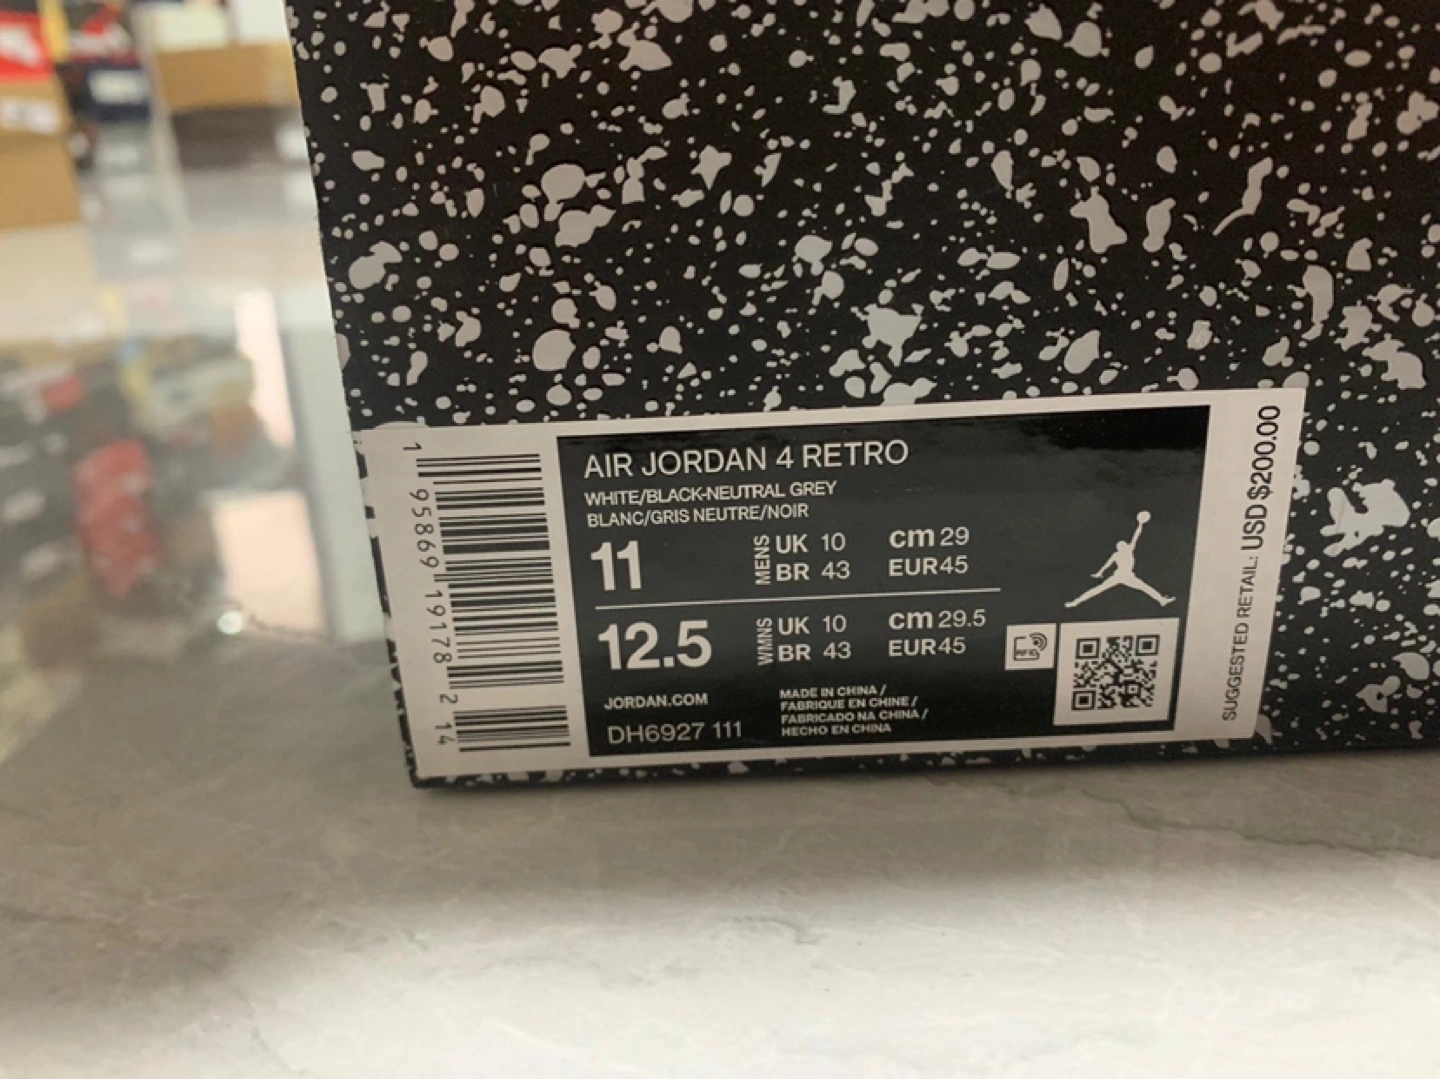 AIR JORDAN 4 RETRO
WHITE/BLACK-NEUTRAL GREY
BLANC/GRIS NEUTRE/NOIR
11
MENS
UK 10
cm 29
BR 43
EUR45
12.5
WMNS
UK 10
cm 29.5
BR 43
EUR45
JORDAN.COM
DH6927 111
MADE IN CHINA /
FABRIQUE EN CHINE /
FABRICADO NA CHINA /
HECHO EN CHINA
1 95869 19178 2 14
SUGGESTED RETAIL: USD $200.00